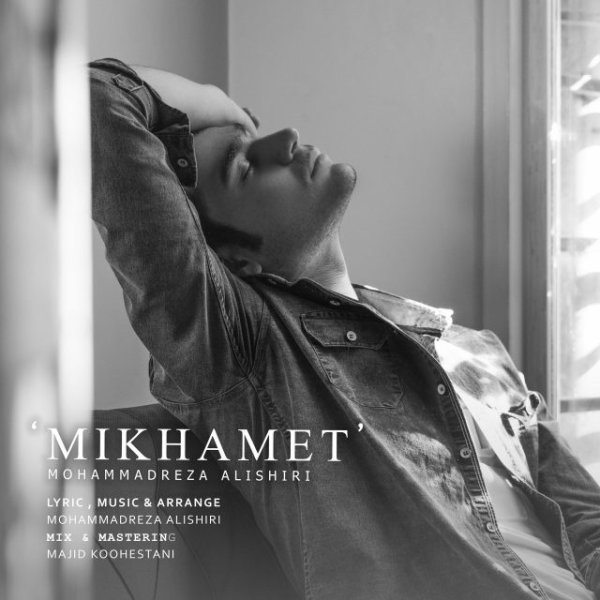 ‘MIKHAMET’
MOHAMMADREZA ALISHIRI
LYRIC , MUSIC & ARRANGE
MOHAMMADREZA ALISHIRI
MIX & MASTERING
MAJID KOOHESTANI